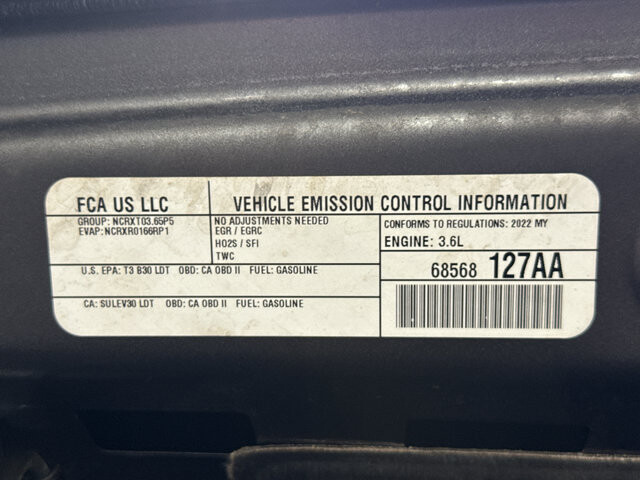 FCA US LLC
VEHICLE EMISSION CONTROL INFORMATION
GROUP: NCRXT03.65P5
EVAP: NCRXR0166RP1
NO ADJUSTMENTS NEEDED
EGR / EGRC
HO2S / SFI
TWC
CONFORMS TO REGULATIONS: 2022 MY
ENGINE: 3.6L
U.S. EPA: T3 B30 LDT OBD: CA OBD II FUEL: GASOLINE
68568 127AA
CA: SULEV30 LDT OBD: CA OBD II FUEL: GASOLINE